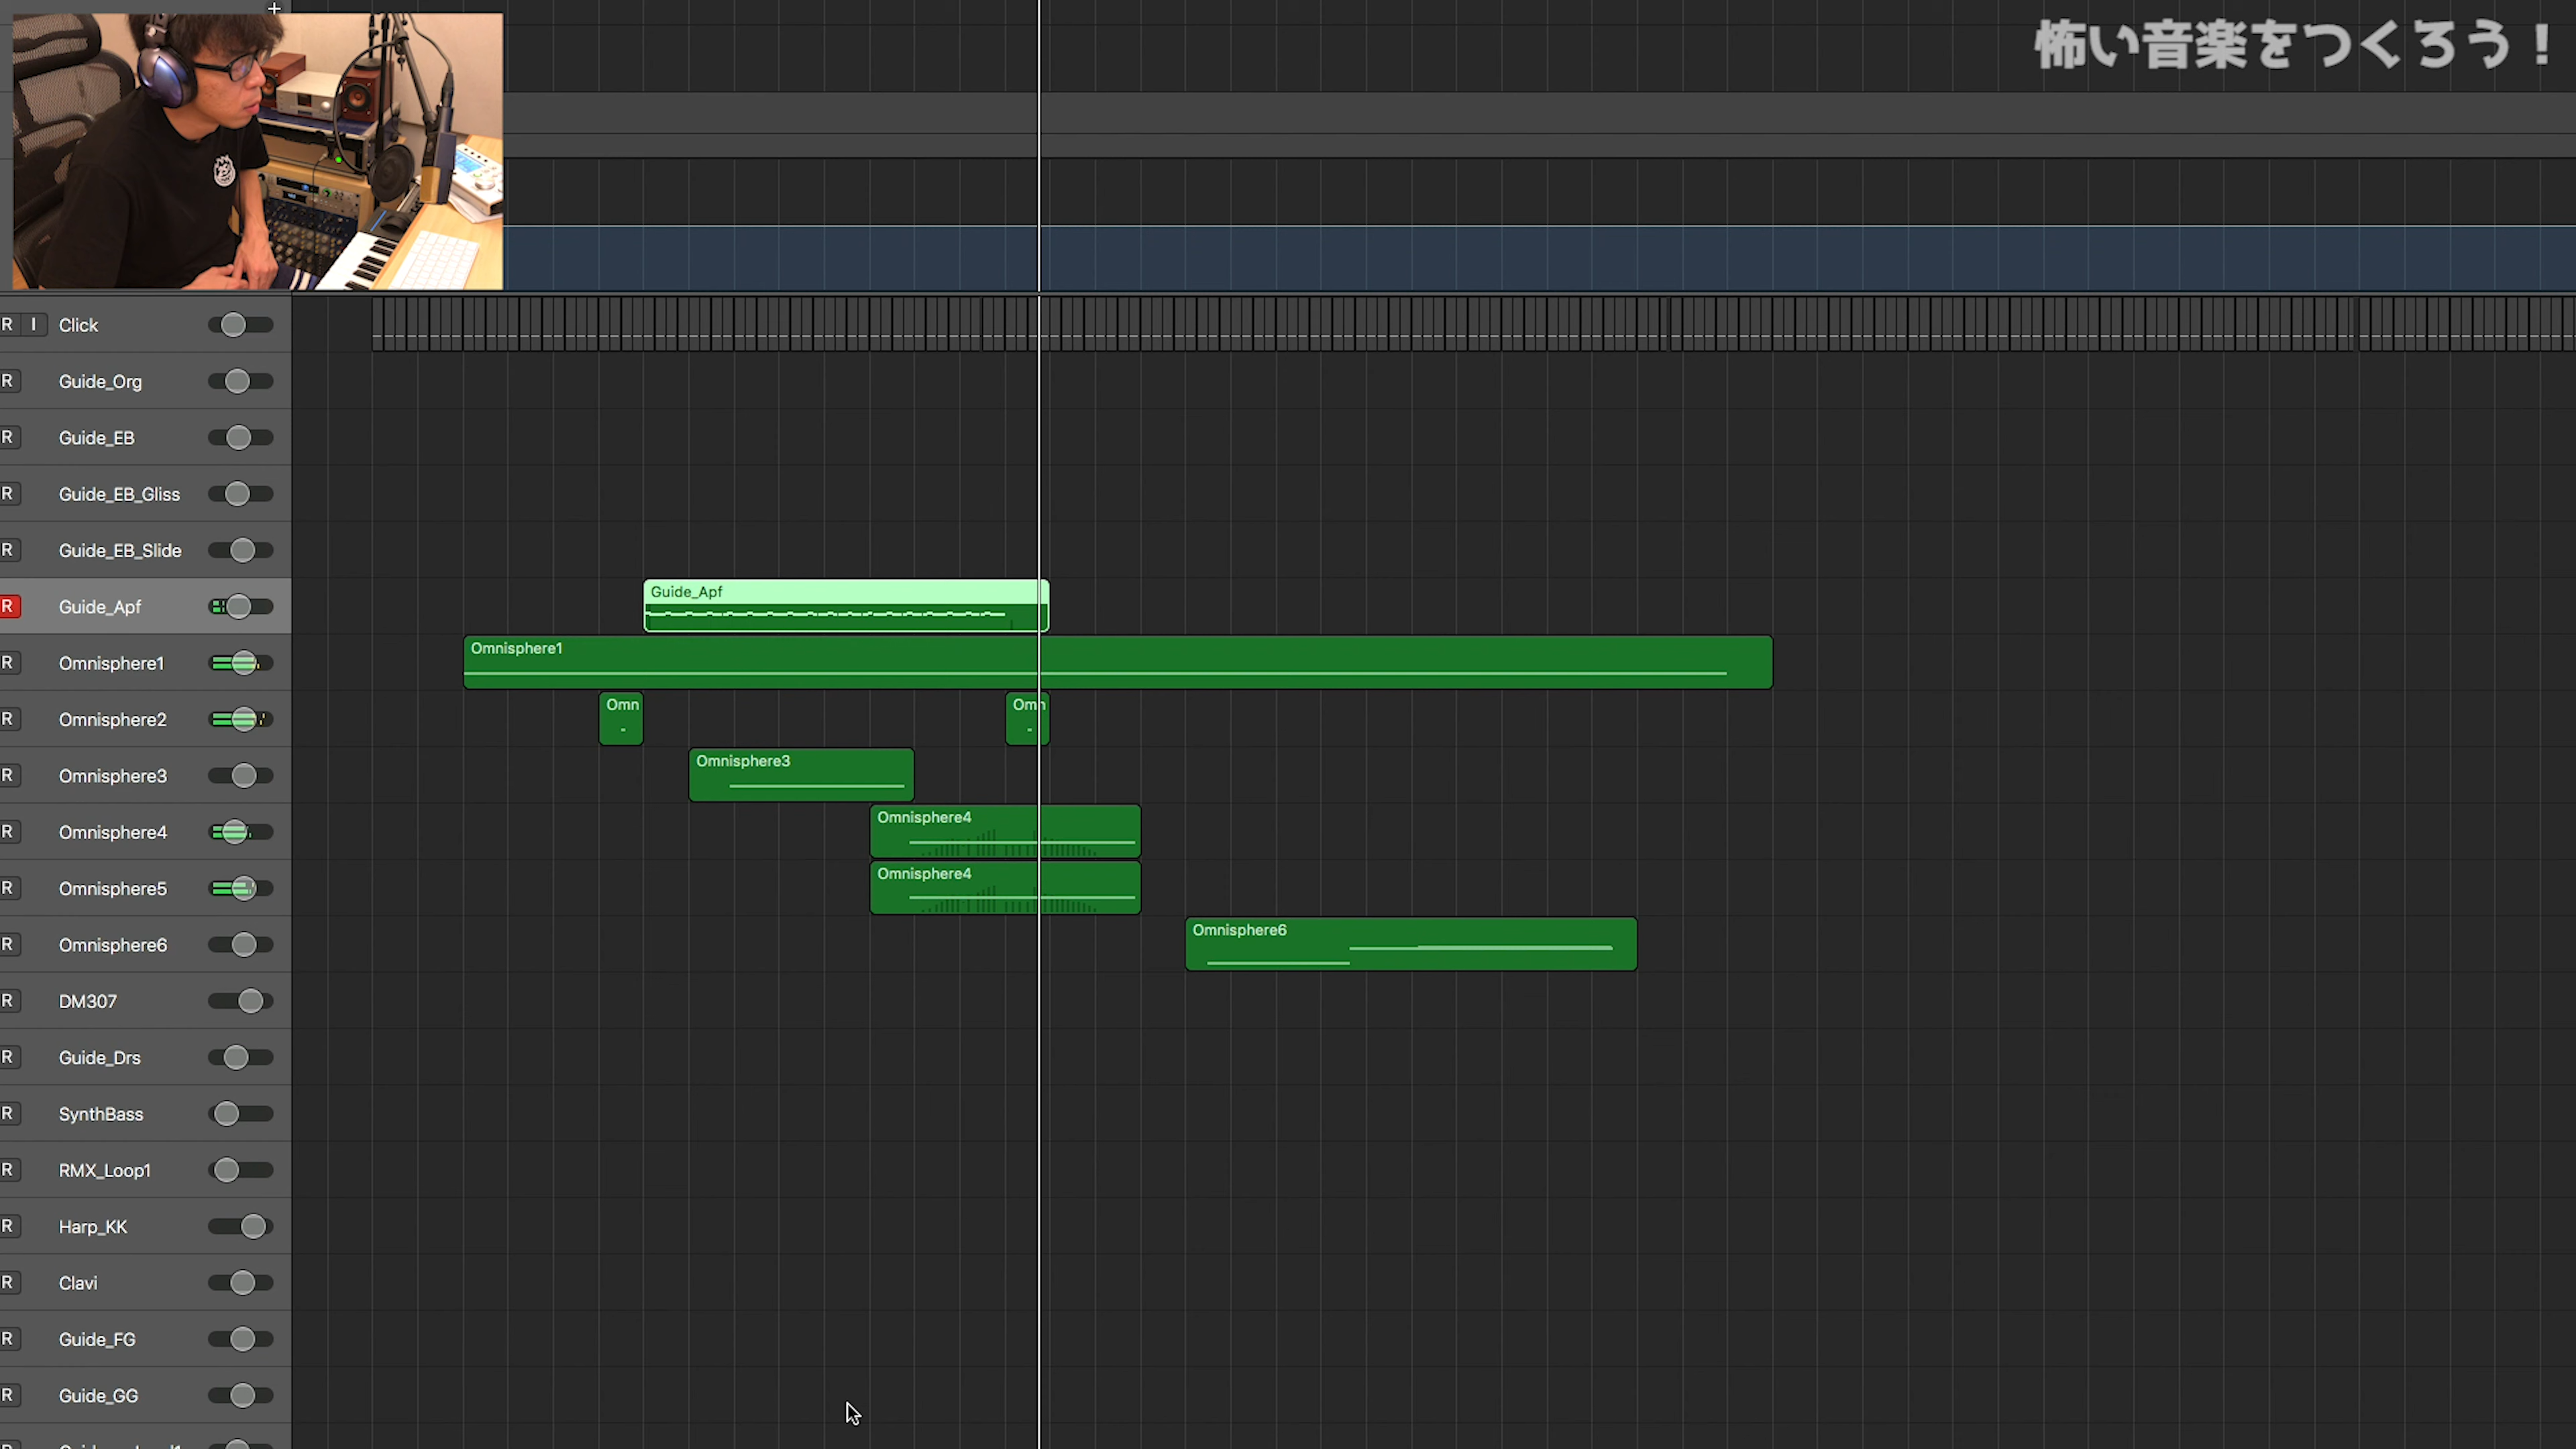 怖い音楽をつくろう！
R I Click
R Guide_Org
R Guide_EB
R Guide_EB_Gliss
R Guide_EB_Slide
R Guide_Apf
Guide_Apf
R Omnisphere1
Omnisphere1
R Omnisphere2
Omn
Omn
R Omnisphere3
Omnisphere3
R Omnisphere4
Omnisphere4
R Omnisphere5
Omnisphere4
R Omnisphere6
Omnisphere6
R DM307
R Guide_Drs
R SynthBass
R RMX_Loop1
R Harp_KK
R Clavi
R Guide_FG
R Guide_GG